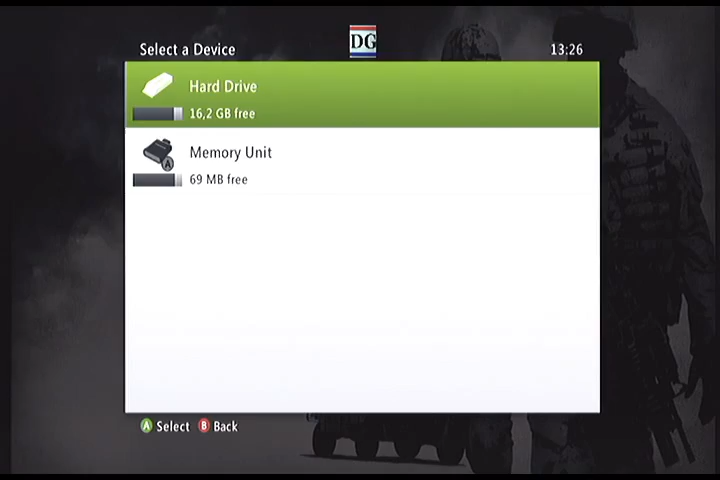 Select a Device
DG
13:26
Hard Drive
16,2 GB free
Memory Unit
A
69 MB free
A Select B Back